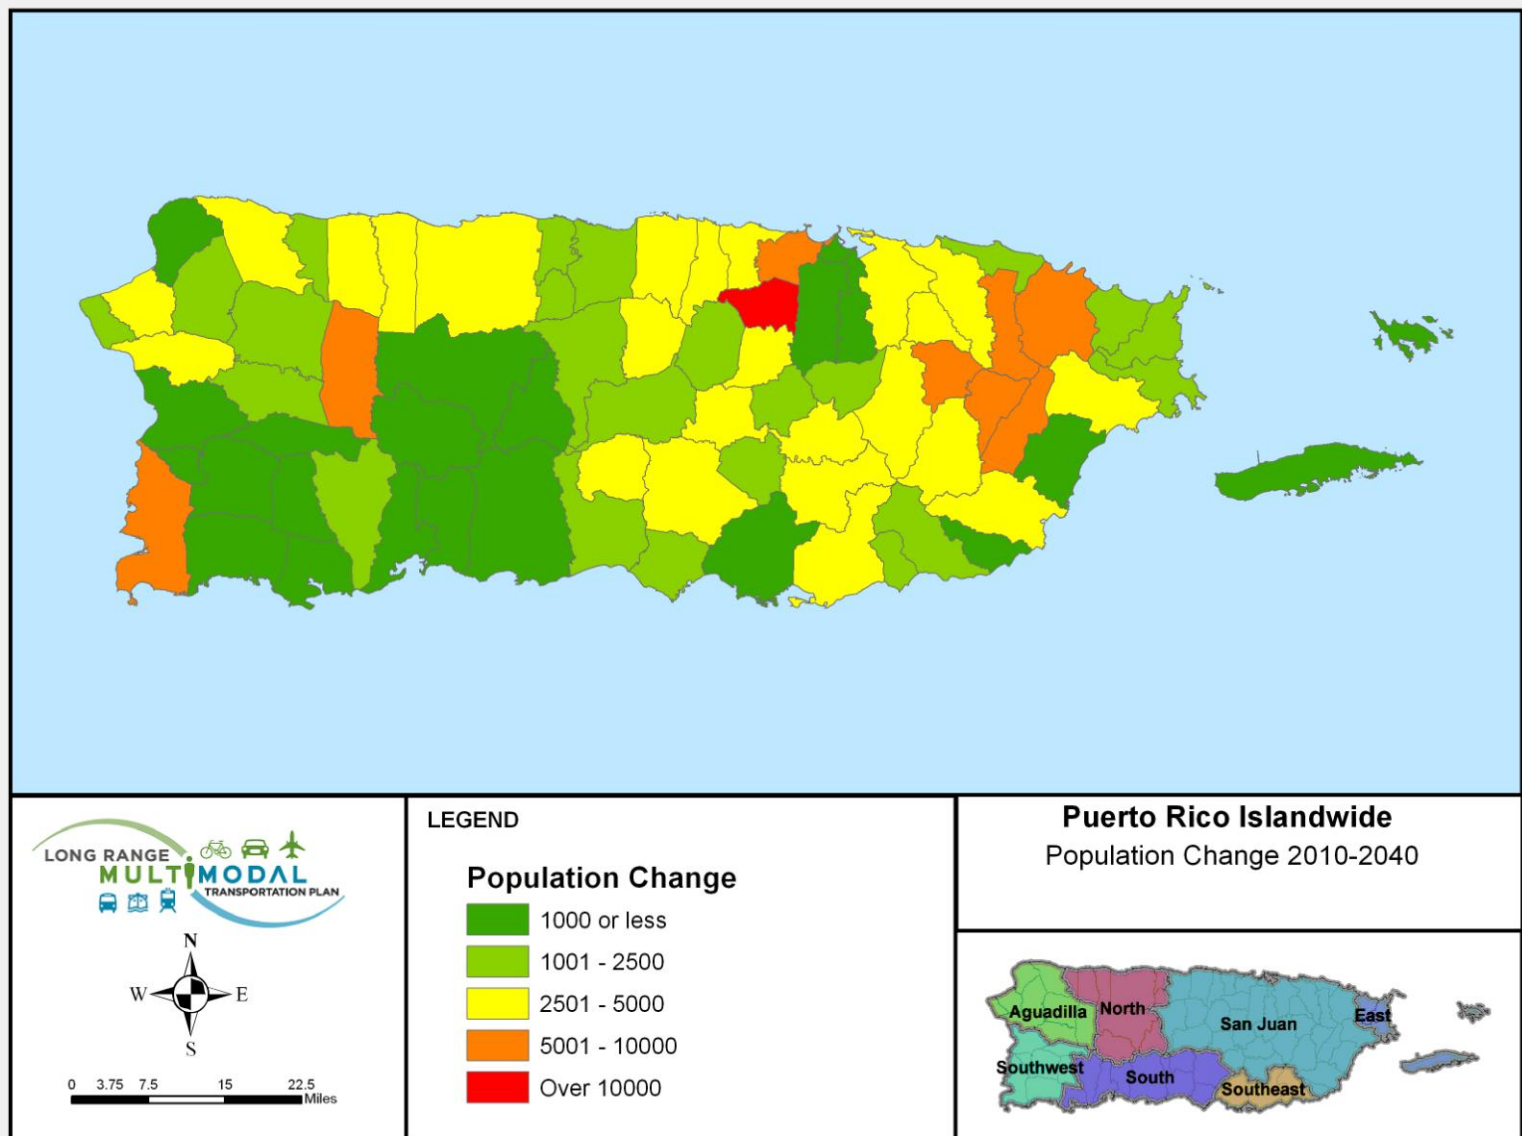 LONG RANGE
MULTIMODAL
TRANSPORTATION PLAN
N
W E
S
0 3.75 7.5 15 22.5
Miles
LEGEND
Population Change
1000 or less
1001 - 2500
2501 - 5000
5001 - 10000
Over 10000
Puerto Rico Islandwide
Population Change 2010-2040
Aguadilla
North
San Juan
East
Southwest
South
Southeast